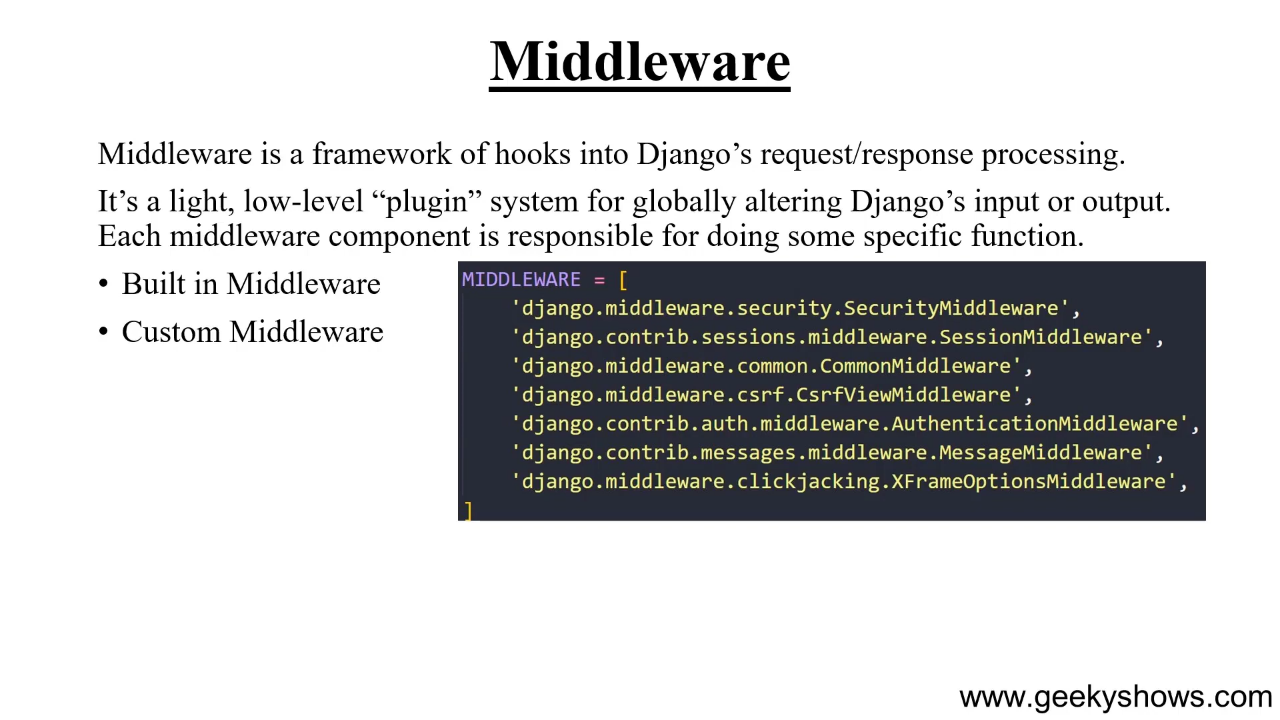 Middleware
Middleware is a framework of hooks into Django’s request/response processing.
It’s a light, low-level “plugin” system for globally altering Django’s input or output.
Each middleware component is responsible for doing some specific function.
• Built in Middleware
• Custom Middleware
MIDDLEWARE = [
    'django.middleware.security.SecurityMiddleware',
    'django.contrib.sessions.middleware.SessionMiddleware',
    'django.middleware.common.CommonMiddleware',
    'django.middleware.csrf.CsrfViewMiddleware',
    'django.contrib.auth.middleware.AuthenticationMiddleware',
    'django.contrib.messages.middleware.MessageMiddleware',
    'django.middleware.clickjacking.XFrameOptionsMiddleware',
]
www.geekyshows.com